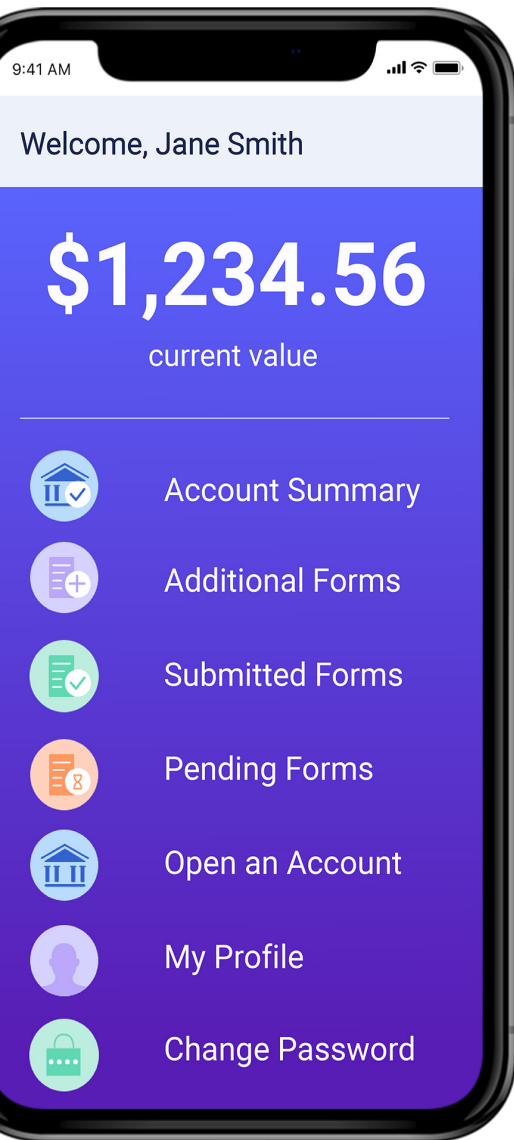 9:41 AM
Welcome, Jane Smith
$1,234.56
current value
Account Summary
Additional Forms
Submitted Forms
Pending Forms
Open an Account
My Profile
Change Password